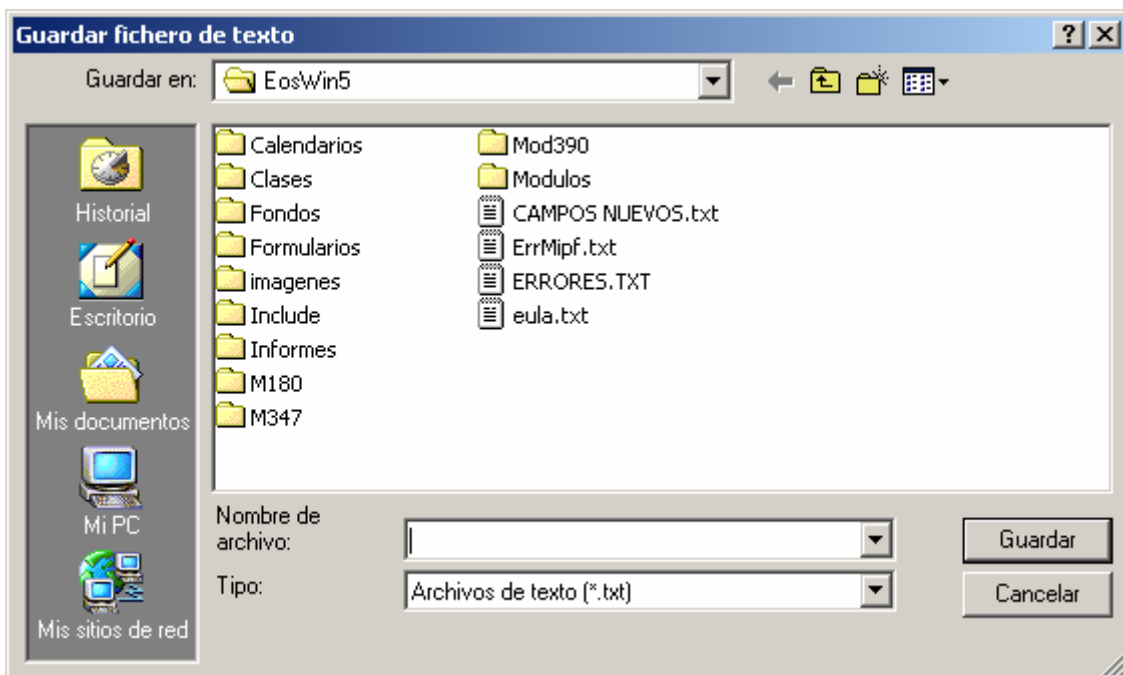 Guardar fichero de texto
Guardar en:
EosWin5
Historial
Escritorio
Mis documentos
Mi PC
Mis sitios de red
Calendarios
Clases
Fondos
Formularios
imagenes
Include
Informes
M180
M347
Mod390
Modulos
CAMPOS NUEVOS.txt
ErrMipf.txt
ERRORES.TXT
eula.txt
Nombre de
archivo:
Guardar
Tipo:
Archivos de texto (*.txt)
Cancelar